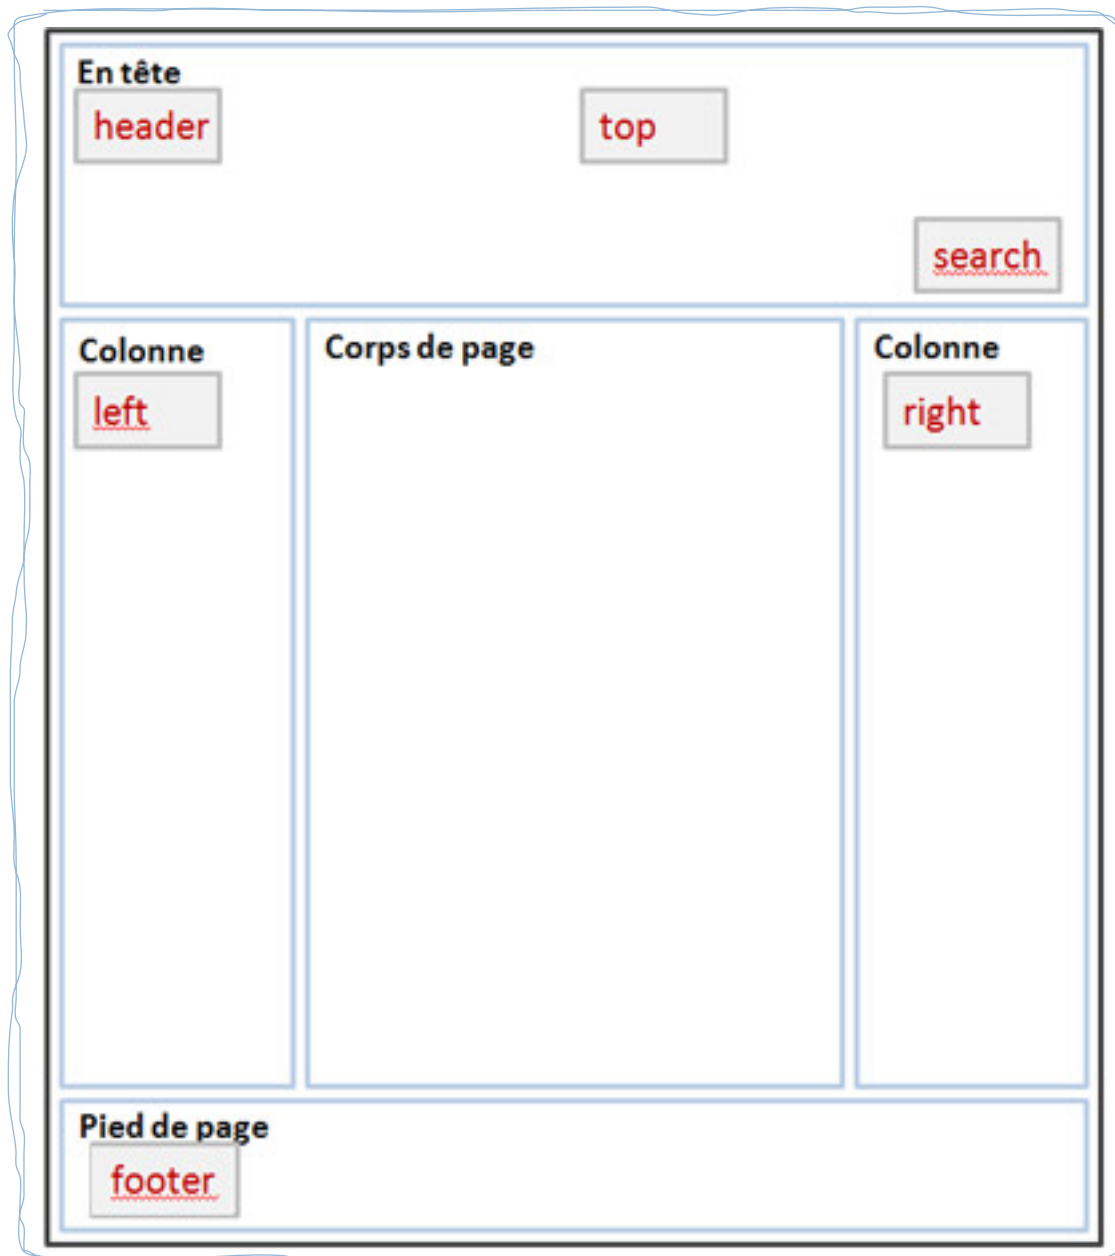 En tête
header
top
search
Colonne
left
Corps de page
Colonne
right
Pied de page
footer